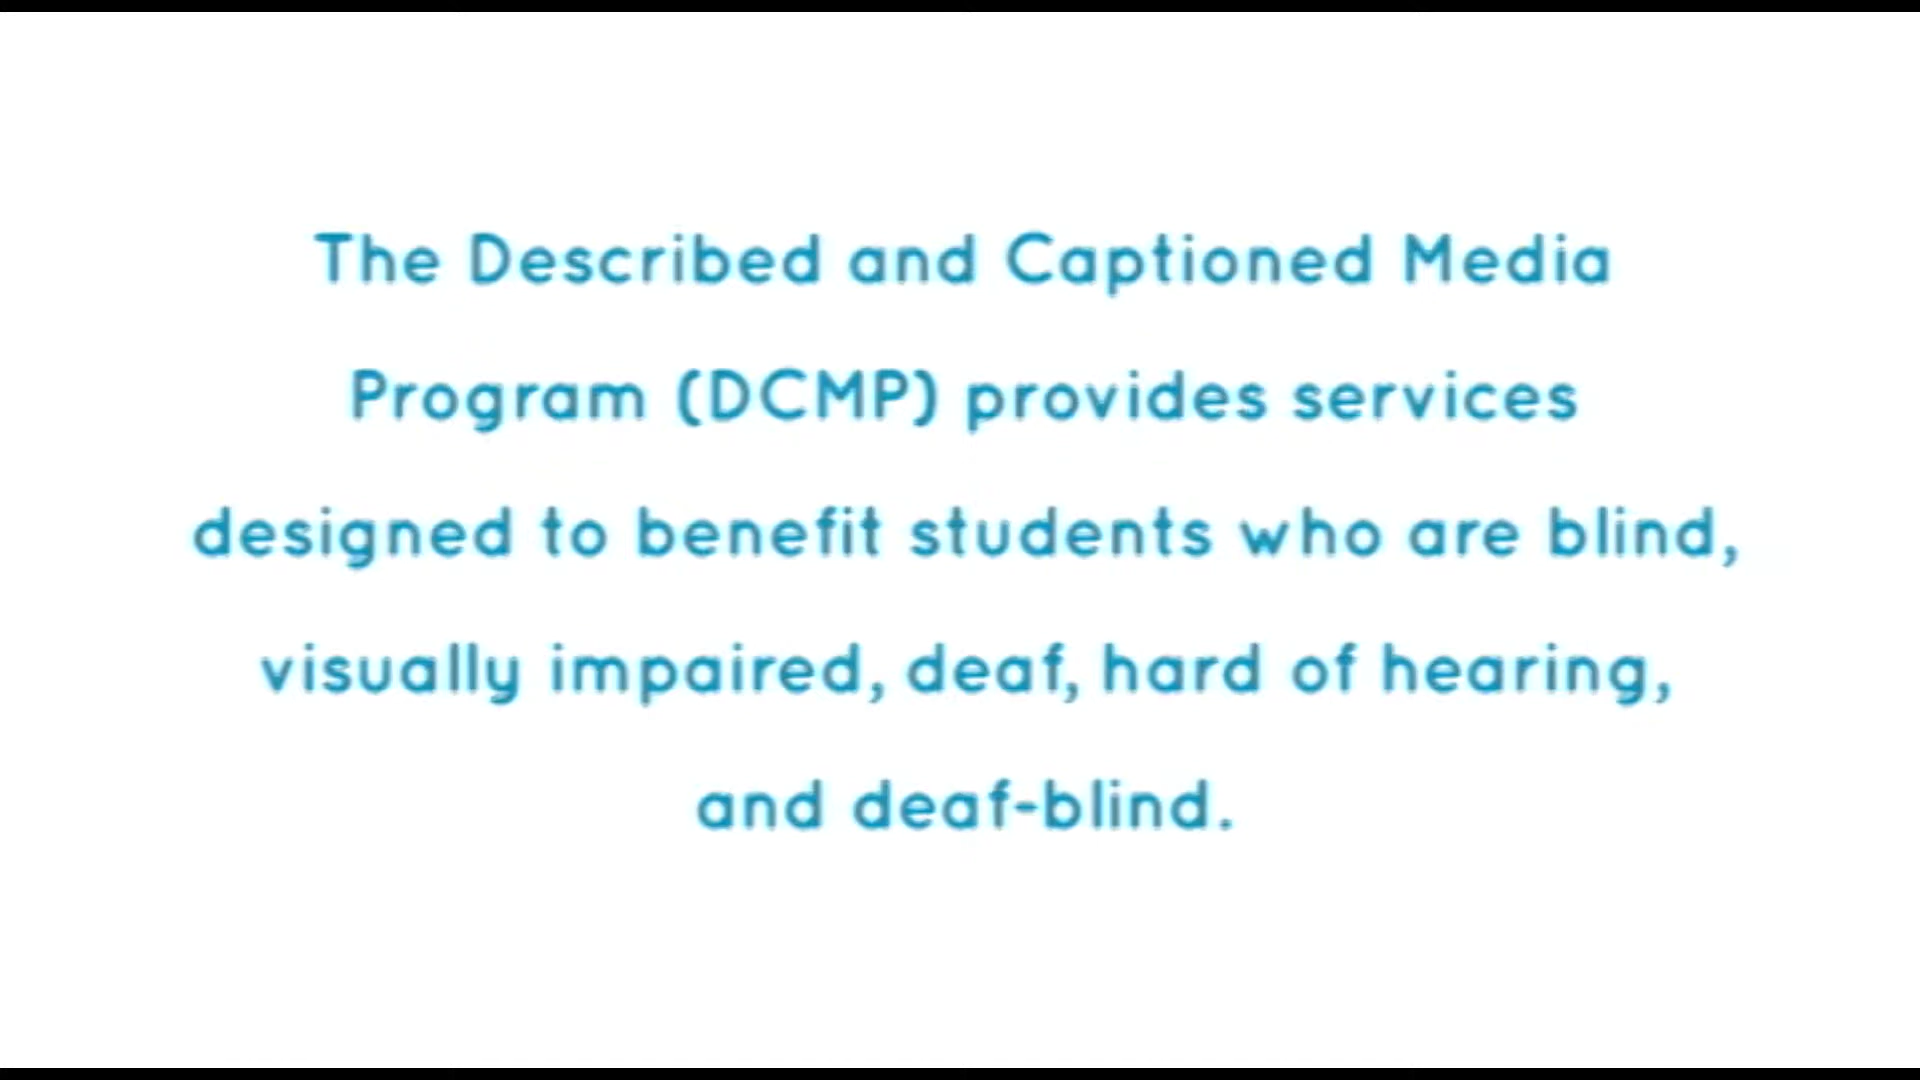 The Described and Captioned Media
Program (DCMP) provides services
designed to benefit students who are blind,
visually impaired, deaf, hard of hearing,
and deaf-blind.